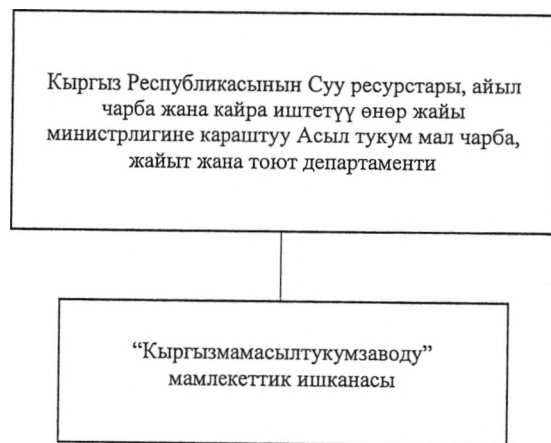 Кыргыз Республикасынын Суу ресурстары, айыл
чарба жана кайра иштетүү өнөр жайы
министрлигине караштуу Асыл тукум мал чарба,
жайыт жана тоют департаменти
“Кыргызмамасылтукумзаводу”
мамлекеттик ишканасы